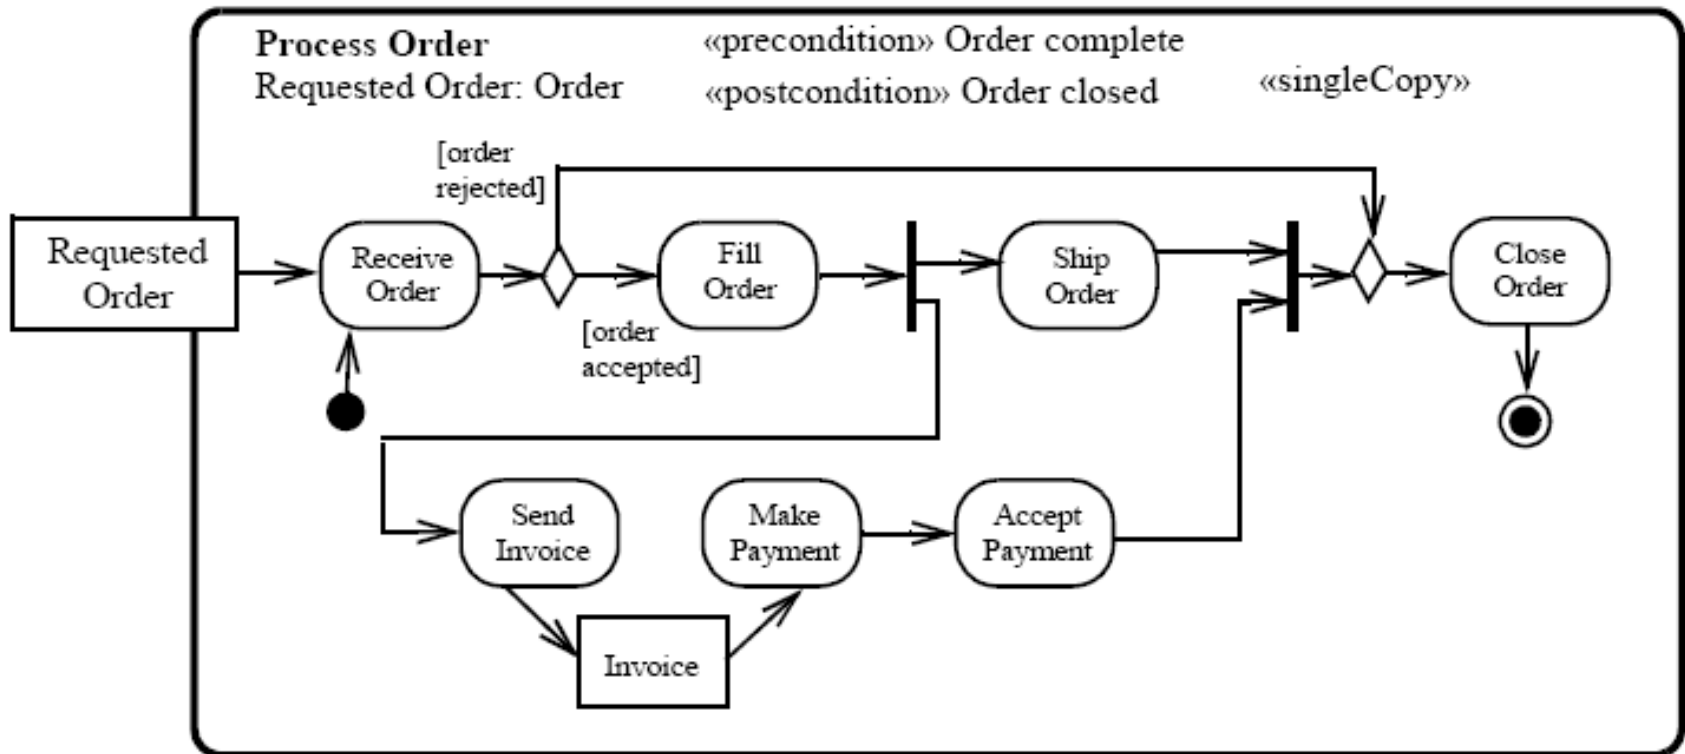 Process Order
Requested Order: Order
«precondition» Order complete
«postcondition» Order closed
«singleCopy»
[order
rejected]
Requested
Order
Receive
Order
Fill
Order
Ship
Order
Close
Order
[order
accepted]
Send
Invoice
Make
Payment
Accept
Payment
Invoice